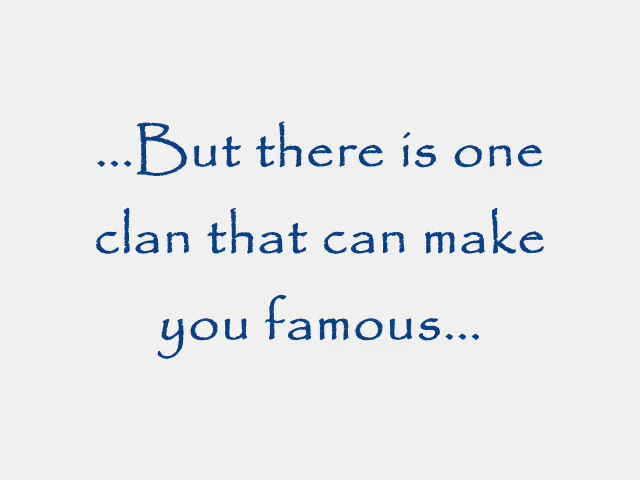 ...But there is one
clan that can make
you famous...